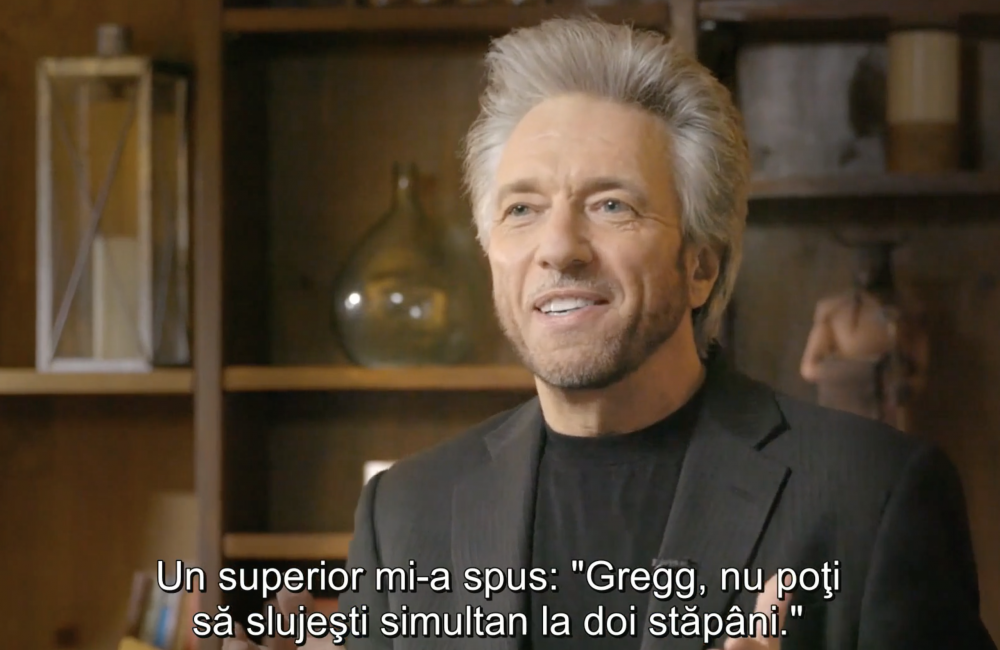 Un superior mi-a spus: "Gregg, nu poţi
să slujeşti simultan la doi stăpâni."